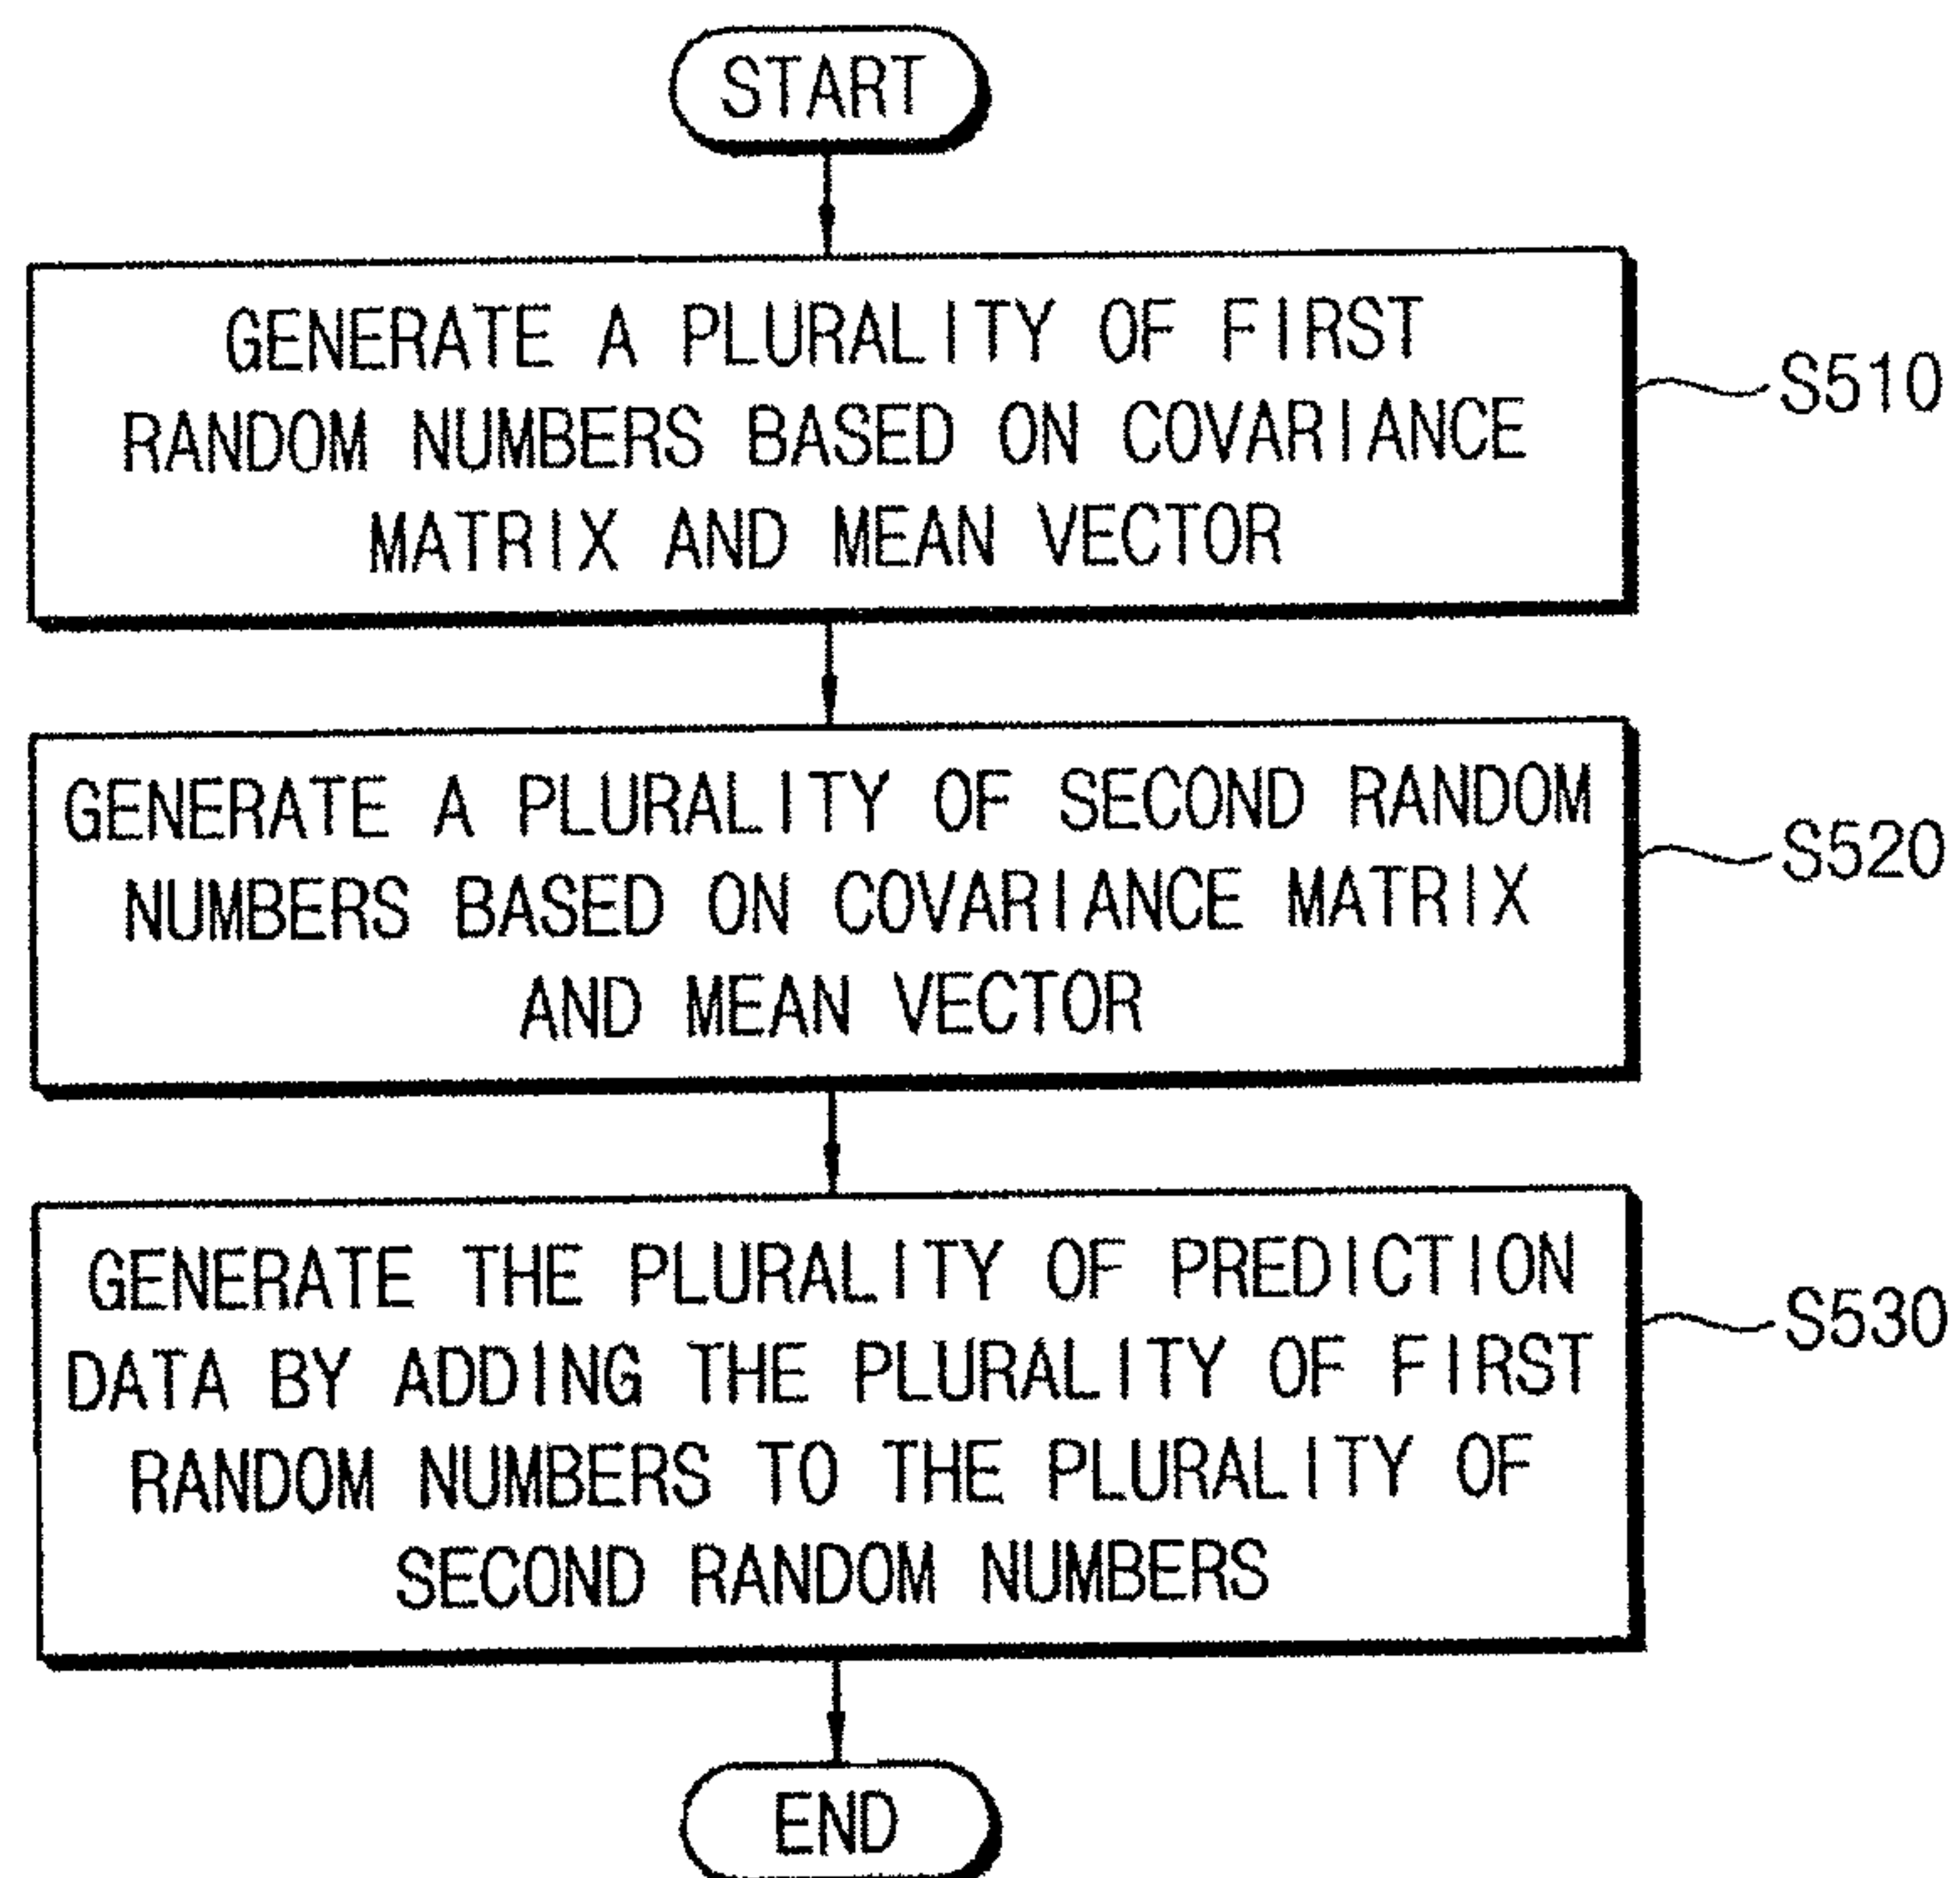 START
GENERATE A PLURALITY OF FIRST
RANDOM NUMBERS BASED ON COVARIANCE
MATRIX AND MEAN VECTOR
S510
GENERATE A PLURALITY OF SECOND RANDOM
NUMBERS BASED ON COVARIANCE MATRIX
AND MEAN VECTOR
S520
GENERATE THE PLURALITY OF PREDICTION
DATA BY ADDING THE PLURALITY OF FIRST
RANDOM NUMBERS TO THE PLURALITY OF
SECOND RANDOM NUMBERS
S530
END